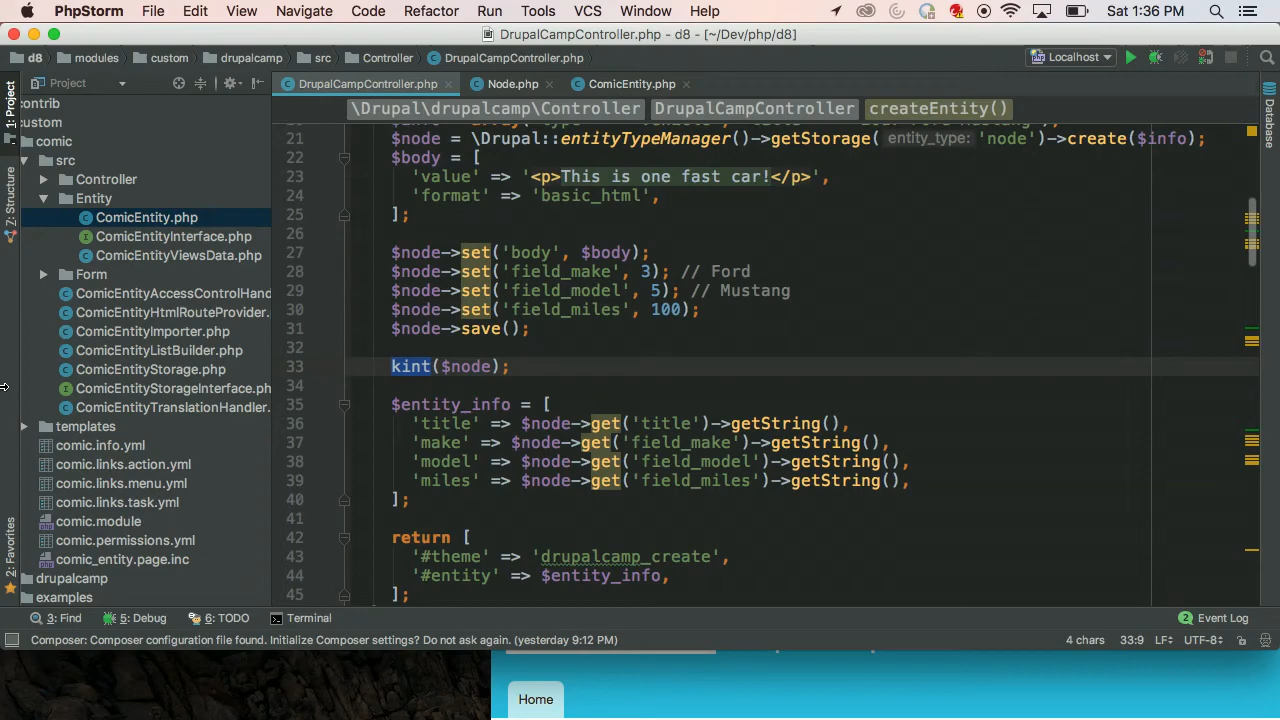 PhpStorm File Edit View Navigate Code Refactor Run Tools VCS Window Help Sat 1:36 PM
DrupalCampController.php - d8 - [~/Dev/php/d8]
d8 modules custom drupalcamp src Controller DrupalCampController.php Localhost
Project DrupalCampController.php Node.php ComicEntity.php
\Drupal\drupalcamp\Controller DrupalCampController createEntity()
1: Project
Z: Structure
2: Favorites
Database
contrib
ustom
comic
src
Controller
Entity
ComicEntity.php
ComicEntityInterface.php
ComicEntityViewsData.php
Form
ComicEntityAccessControlHand
ComicEntityHtmlRouteProvider.
ComicEntityImporter.php
ComicEntityListBuilder.php
ComicEntityStorage.php
ComicEntityStorageInterface.ph
ComicEntityTranslationHandler.
templates
comic.info.yml
comic.links.action.yml
comic.links.menu.yml
comic.links.task.yml
comic.module
comic.permissions.yml
comic_entity.page.inc
drupalcamp
examples
21 $node = \Drupal::entityTypeManager()->getStorage( entity_type: 'node')->create($info);
22 $body = [
23 'value' => '<p>This is one fast car!</p>',
24 'format' => 'basic_html',
25 ];
26
27 $node->set('body', $body);
28 $node->set('field_make', 3); // Ford
29 $node->set('field_model', 5); // Mustang
30 $node->set('field_miles', 100);
31 $node->save();
32
33 kint($node);
34
35 $entity_info = [
36 'title' => $node->get('title')->getString(),
37 'make' => $node->get('field_make')->getString(),
38 'model' => $node->get('field_model')->getString(),
39 'miles' => $node->get('field_miles')->getString(),
40 ];
41
42 return [
43 '#theme' => 'drupalcamp_create',
44 '#entity' => $entity_info,
45 ];
3: Find 5: Debug 6: TODO Terminal 2 Event Log
Composer: Composer configuration file found. Initialize Composer settings? Do not ask again. (yesterday 9:12 PM) 4 chars 33:9 LF UTF-8
Home